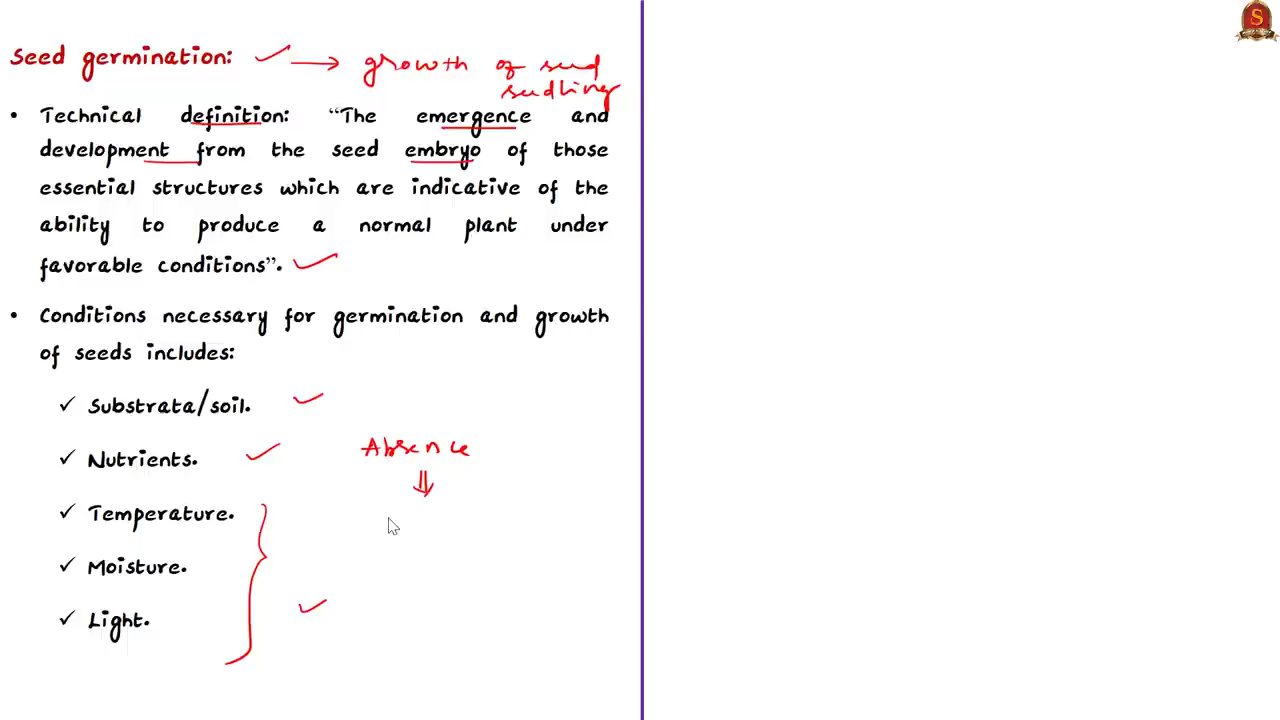 Seed germination: → growth of seed
seedling
• Technical definition: “The emergence and
development from the seed embryo of those
essential structures which are indicative of the
ability to produce a normal plant under
favorable conditions”.
• Conditions necessary for germination and growth
of seeds includes:
✓ Substrata/soil.
✓ Nutrients.
Absence
✓ Temperature.
✓ Moisture.
✓ Light.
S